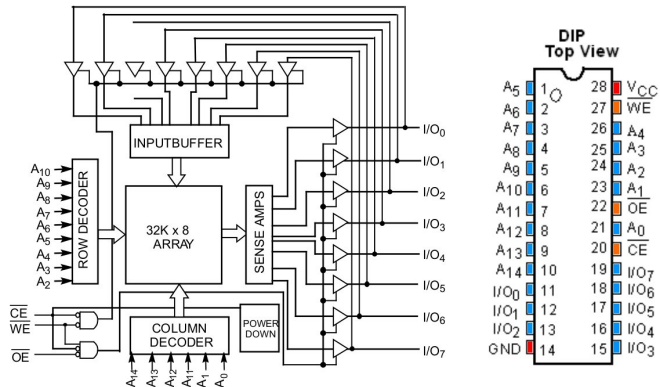 INPUTBUFFER
A10
A9
A8
A7
A6
A5
A4
A3
A2
ROW DECODER
32K x 8
ARRAY
SENSE AMPS
I/O0
I/O1
I/O2
I/O3
I/O4
I/O5
I/O6
I/O7
CE
WE
OE
COLUMN
DECODER
POWER
DOWN
A14
A13
A12
A11
A1
A0
DIP
Top View
A5 1 28 VCC
A6 2 27 WE
A7 3 26 A4
A8 4 25 A3
A9 5 24 A2
A10 6 23 A1
A11 7 22 OE
A12 8 21 A0
A13 9 20 CE
A14 10 19 I/O7
I/O0 11 18 I/O6
I/O1 12 17 I/O5
I/O2 13 16 I/O4
GND 14 15 I/O3